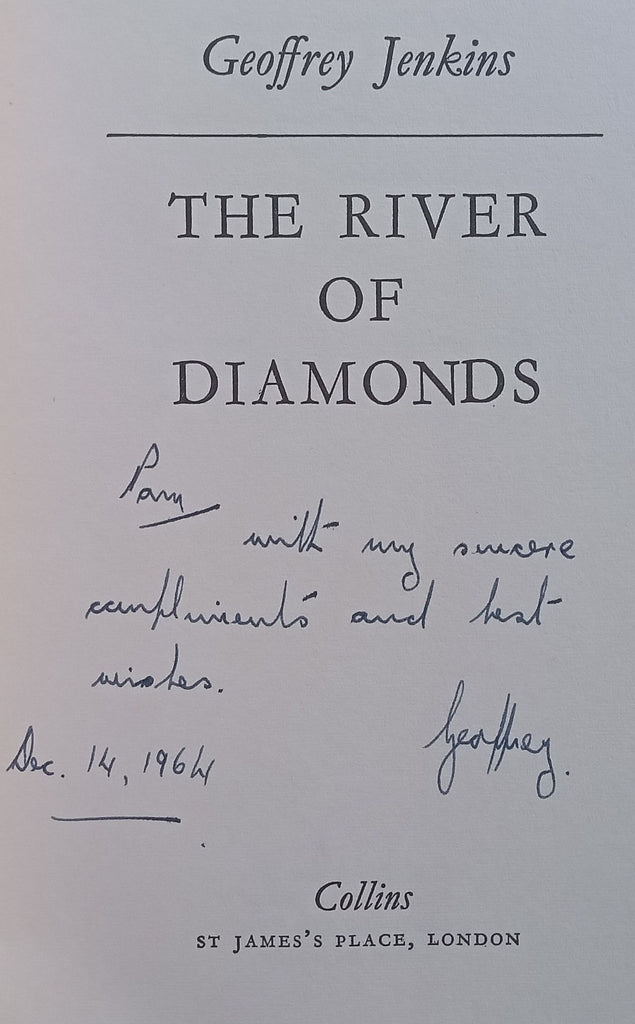 Geoffrey Jenkins
THE RIVER
OF
DIAMONDS
Pam
with my sincere
compliments and best
wishes.
Geoffrey.
Dec. 14, 1964
Collins
ST JAMES'S PLACE, LONDON